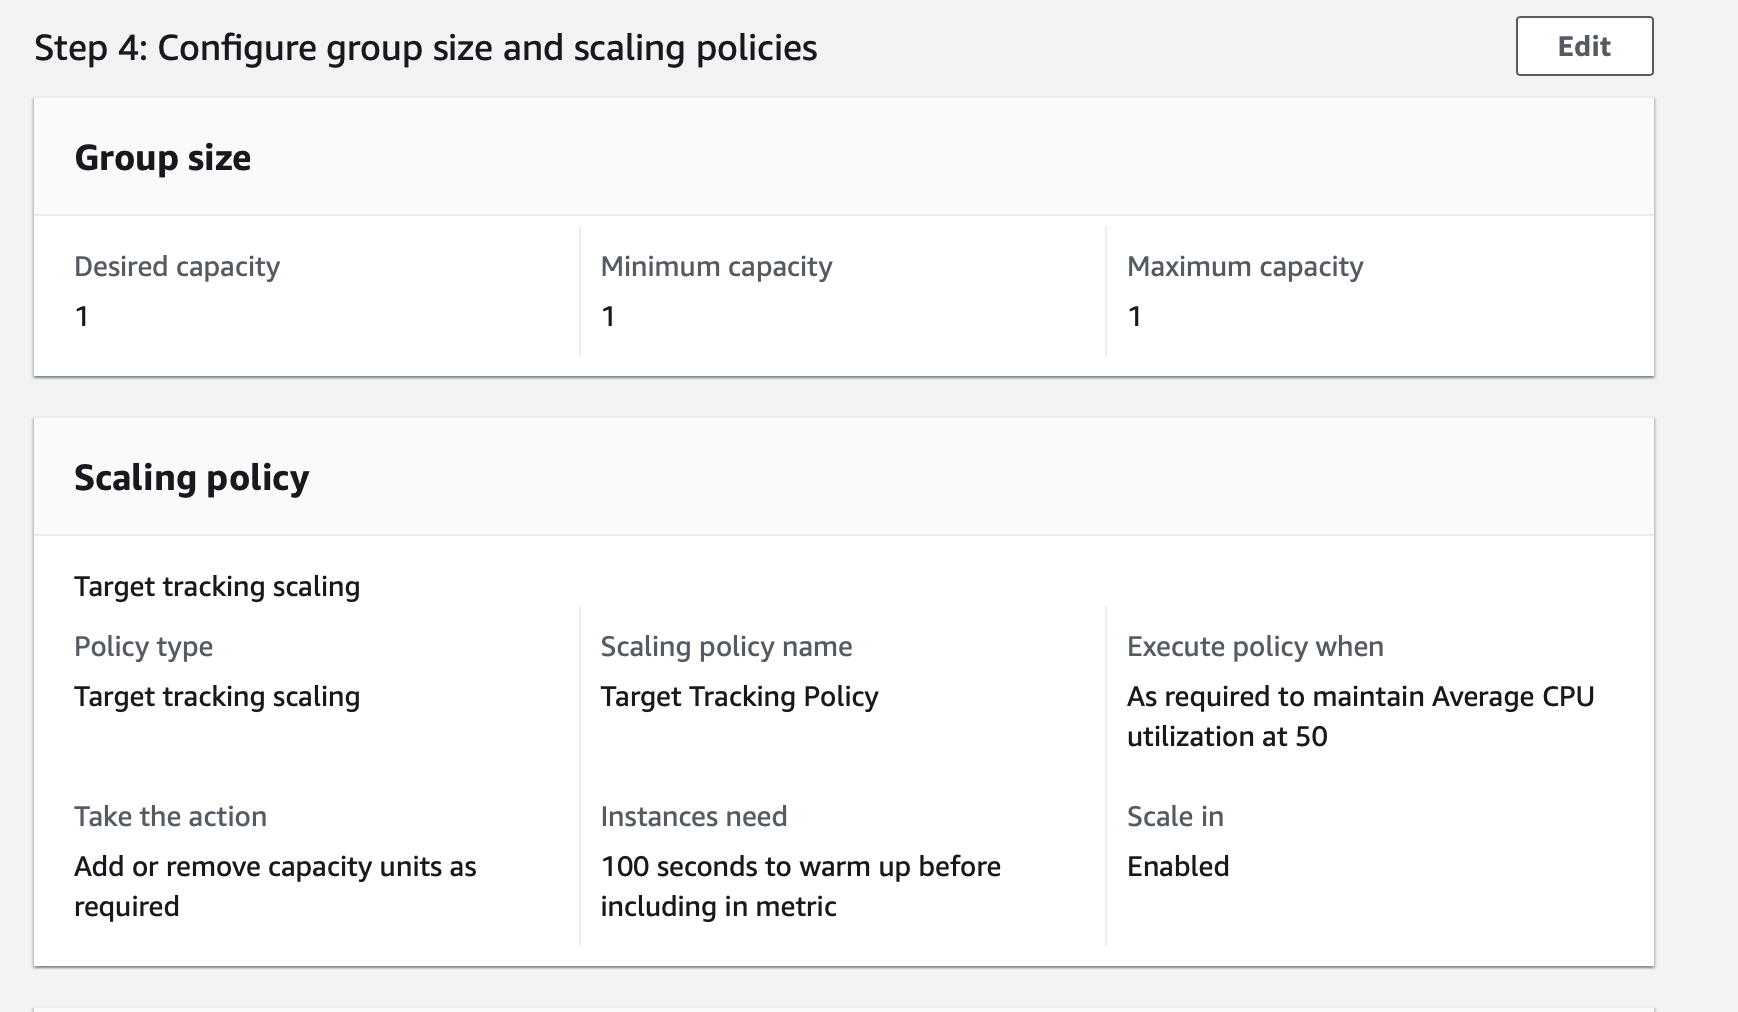 Step 4: Configure group size and scaling policies
Edit
Group size
Desired capacity
1
Minimum capacity
1
Maximum capacity
1
Scaling policy
Target tracking scaling
Policy type
Target tracking scaling
Scaling policy name
Target Tracking Policy
Execute policy when
As required to maintain Average CPU
utilization at 50
Take the action
Add or remove capacity units as
required
Instances need
100 seconds to warm up before
including in metric
Scale in
Enabled